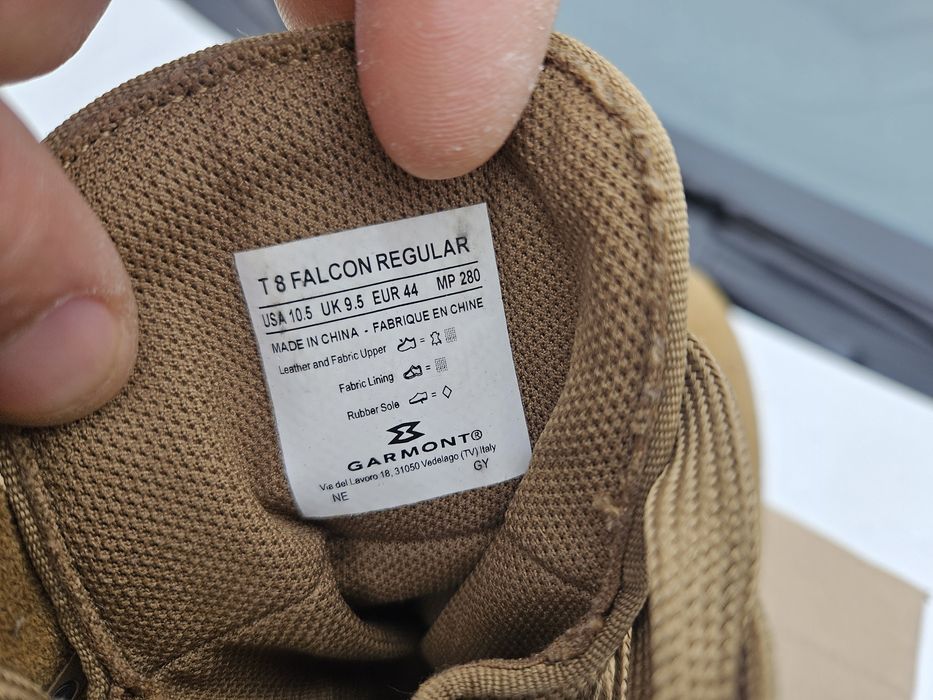 T 8 FALCON REGULAR
USA 10.5 UK 9.5 EUR 44 MP 280
MADE IN CHINA - FABRIQUE EN CHINE
Leather and Fabric Upper =
Fabric Lining =
Rubber Sole =
GARMONT®
Via del Lavoro 18, 31050 Vedelago (TV) Italy
NE GY